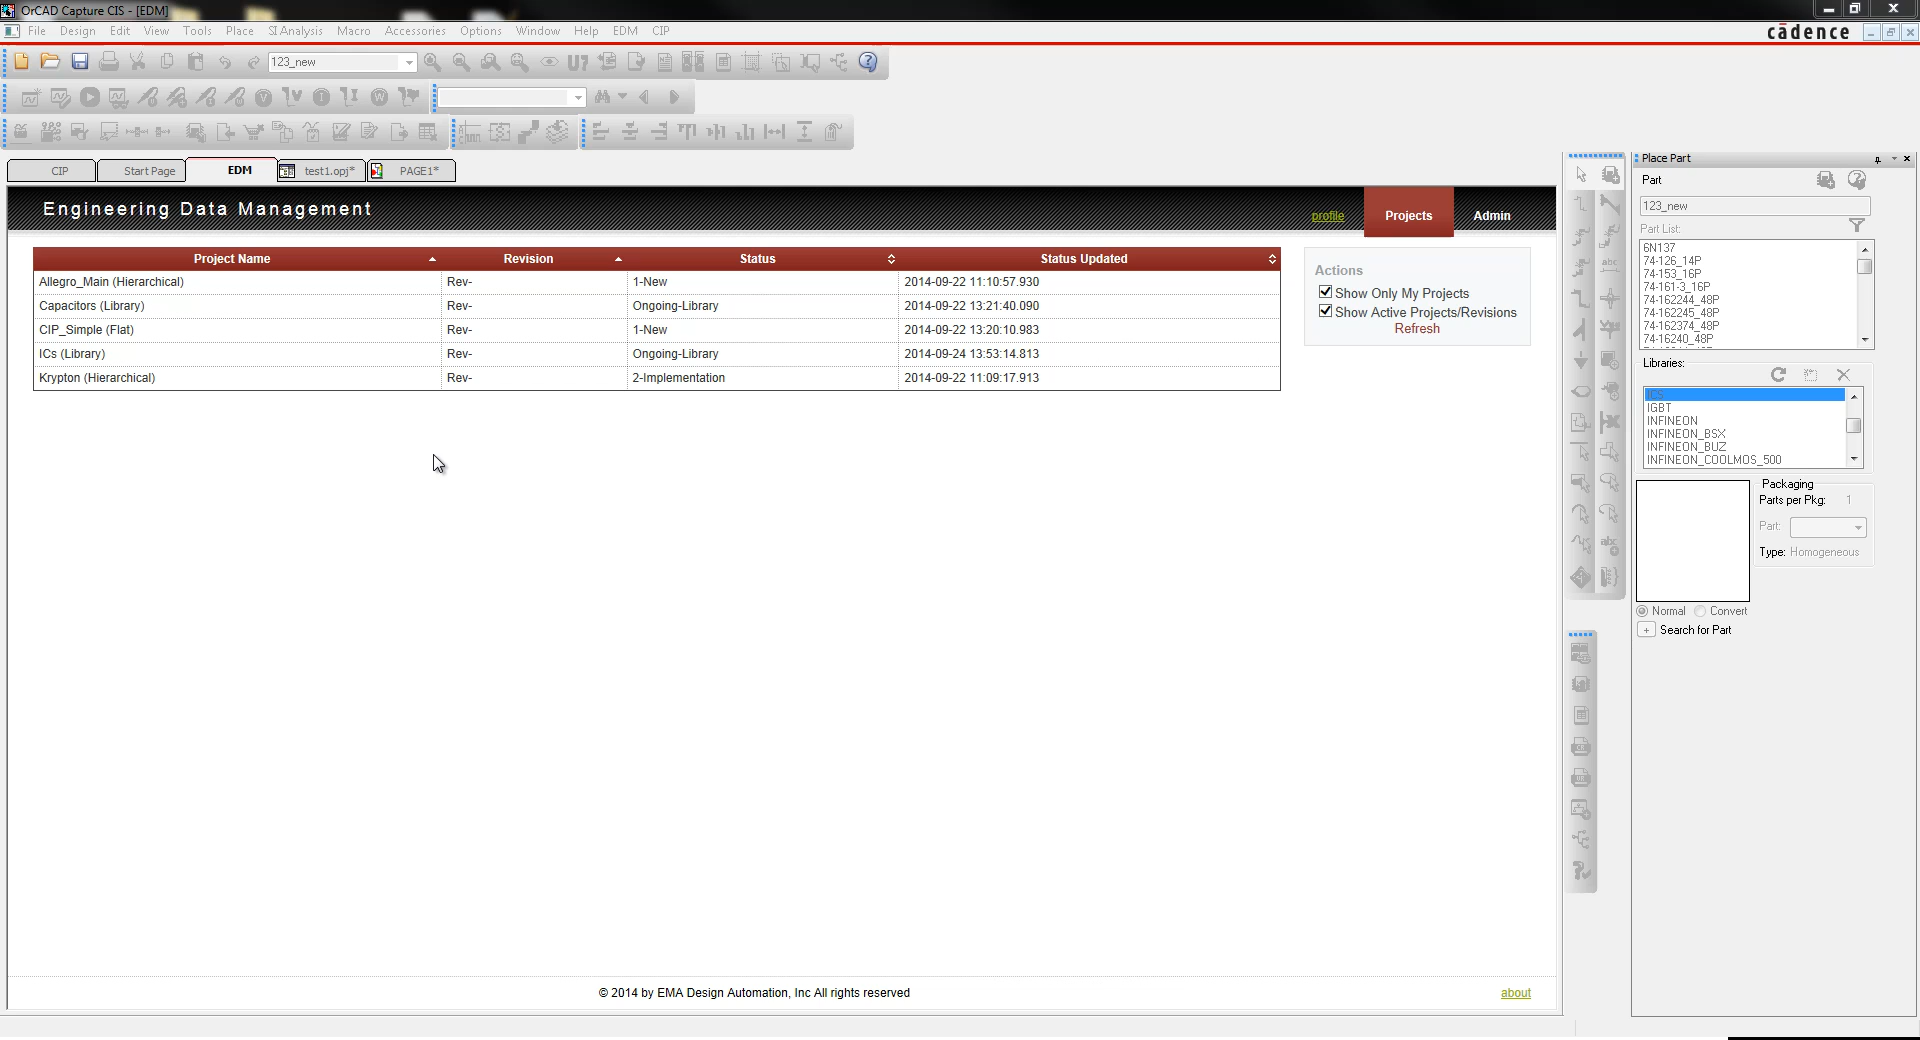 OrCAD Capture CIS - [EDM]
File Design Edit View Tools Place SI Analysis Macro Accessories Options Window Help EDM CIP
cādence
123_new
CIP Start Page EDM test1.opj* PAGE1*
Engineering Data Management
profile Projects Admin
Project Name Revision Status Status Updated
Allegro_Main (Hierarchical) Rev- 1-New 2014-09-22 11:10:57.930
Capacitors (Library) Rev- Ongoing-Library 2014-09-22 13:21:40.090
CIP_Simple (Flat) Rev- 1-New 2014-09-22 13:20:10.983
ICs (Library) Rev- Ongoing-Library 2014-09-24 13:53:14.813
Krypton (Hierarchical) Rev- 2-Implementation 2014-09-22 11:09:17.913
Actions
Show Only My Projects
Show Active Projects/Revisions
Refresh
© 2014 by EMA Design Automation, Inc All rights reserved
about
Place Part
Part
123_new
Part List:
6N137
74-126_14P
74-153_16P
74-161-3_16P
74-162244_48P
74-162245_48P
74-162374_48P
74-16240_48P
Libraries:
ICS
IGBT
INFINEON
INFINEON_BSX
INFINEON_BUZ
INFINEON_COOLMOS_500
Packaging
Parts per Pkg: 1
Part:
Type: Homogeneous
Normal Convert
+ Search for Part